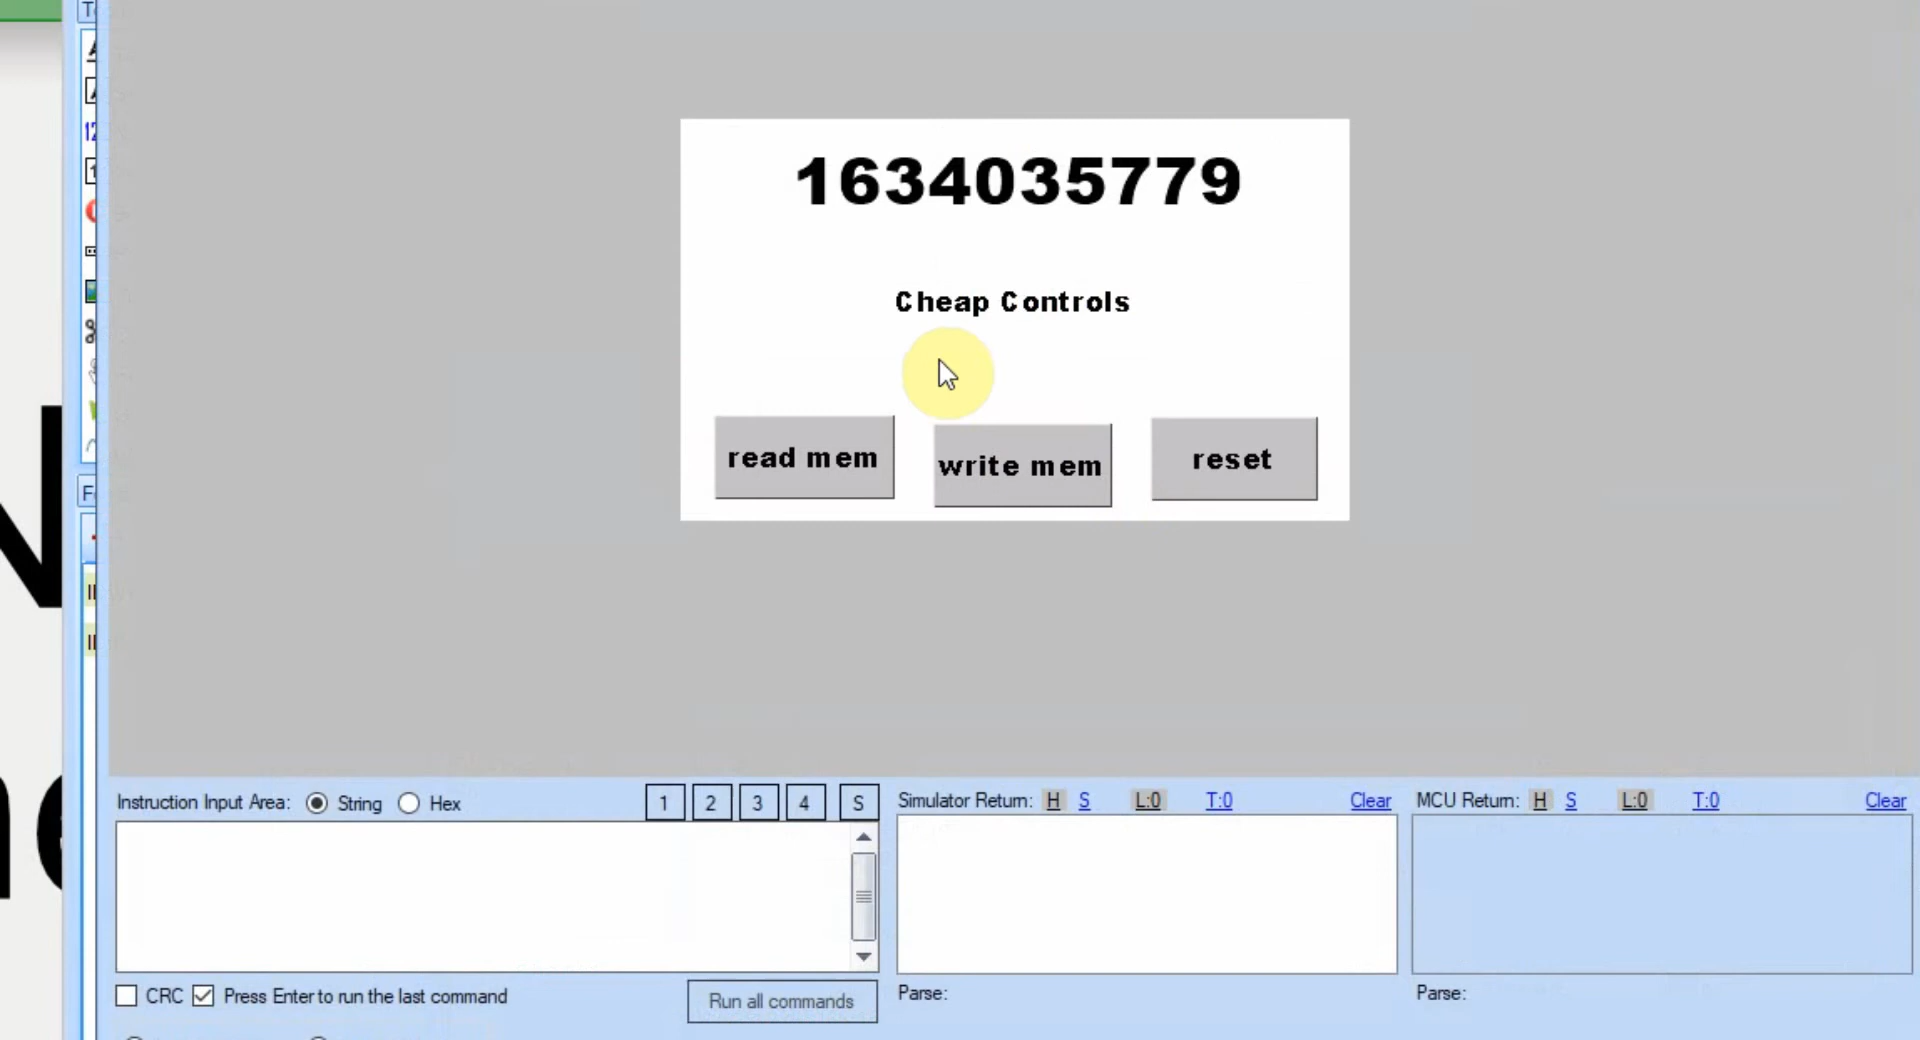 1634035779
Cheap Controls
read mem
write mem
reset
Instruction Input Area: String Hex
1 2 3 4 S
Simulator Return: H S L:0 T:0 Clear
MCU Return: H S L:0 T:0 Clear
CRC Press Enter to run the last command
Run all commands
Parse:
Parse: